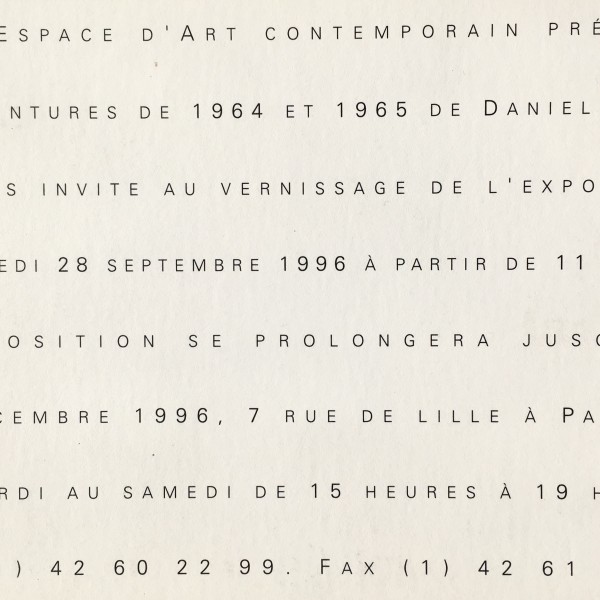 ESPACE D'ART CONTEMPORAIN PRÉ
NTURES DE 1964 ET 1965 DE DANIEL
S INVITE AU VERNISSAGE DE L'EXPO
EDI 28 SEPTEMBRE 1996 À PARTIR DE 11
OSITION SE PROLONGERA JUSQ
CEMBRE 1996, 7 RUE DE LILLE À PA
RDI AU SAMEDI DE 15 HEURES À 19 H
) 42 60 22 99. FAX (1) 42 61